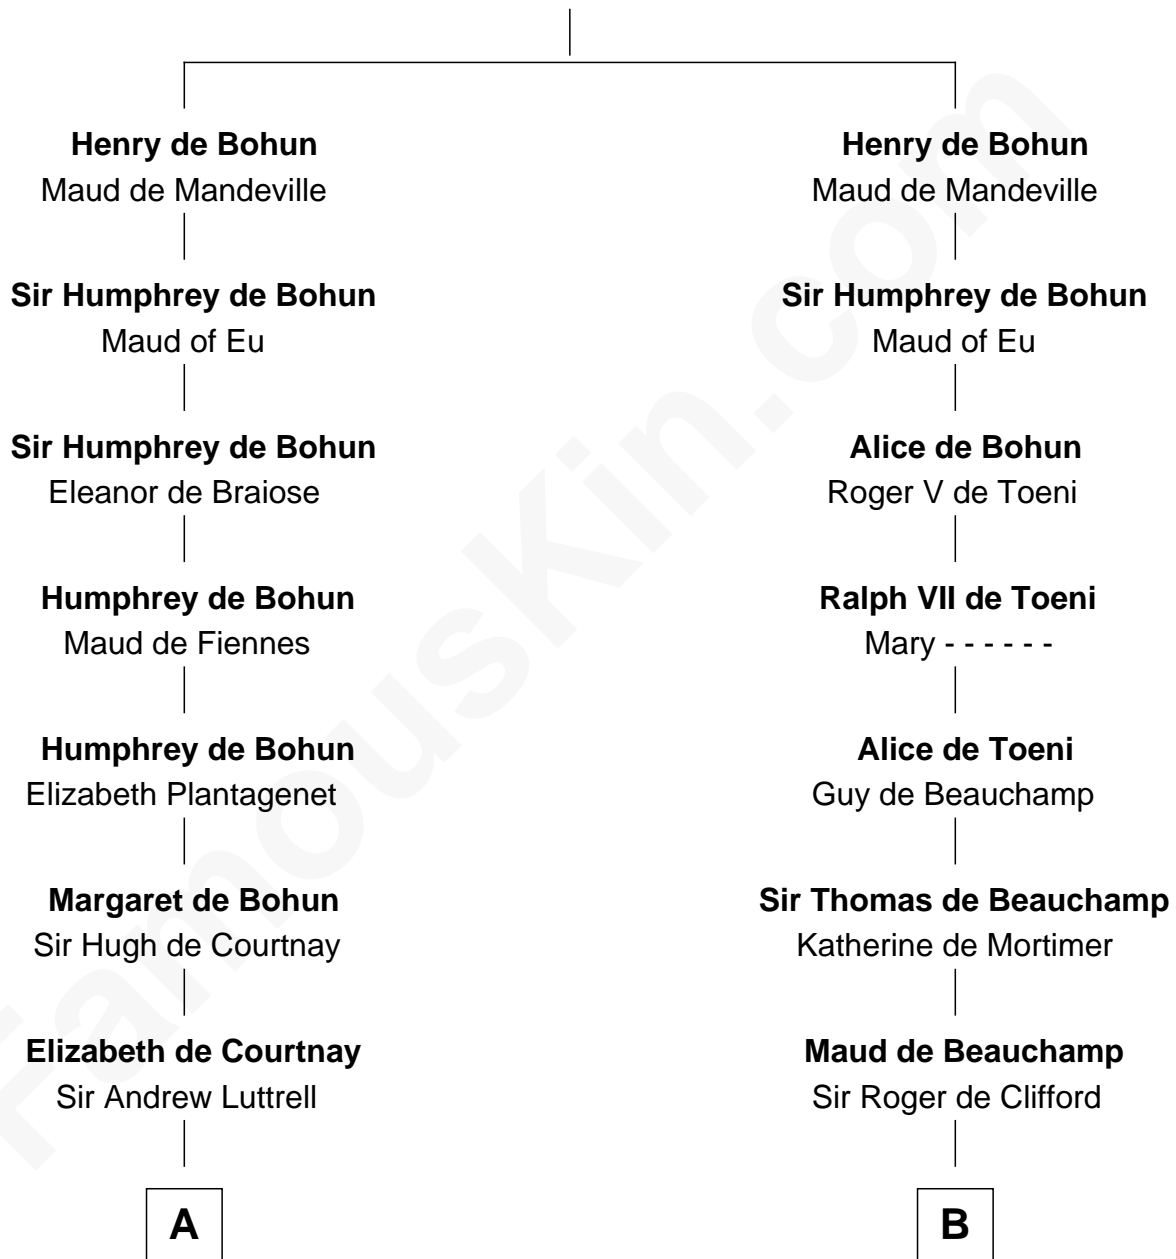 Henry de Bohun
Maud de Mandeville
Sir Humphrey de Bohun
Maud of Eu
Sir Humphrey de Bohun
Eleanor de Braiose
Humphrey de Bohun
Maud de Fiennes
Humphrey de Bohun
Elizabeth Plantagenet
Margaret de Bohun
Sir Hugh de Courtnay
Elizabeth de Courtnay
Sir Andrew Luttrell
A
Henry de Bohun
Maud de Mandeville
Sir Humphrey de Bohun
Maud of Eu
Alice de Bohun
Roger V de Toeni
Ralph VII de Toeni
Mary - - - - - -
Alice de Toeni
Guy de Beauchamp
Sir Thomas de Beauchamp
Katherine de Mortimer
Maud de Beauchamp
Sir Roger de Clifford
B
FamousKin.com